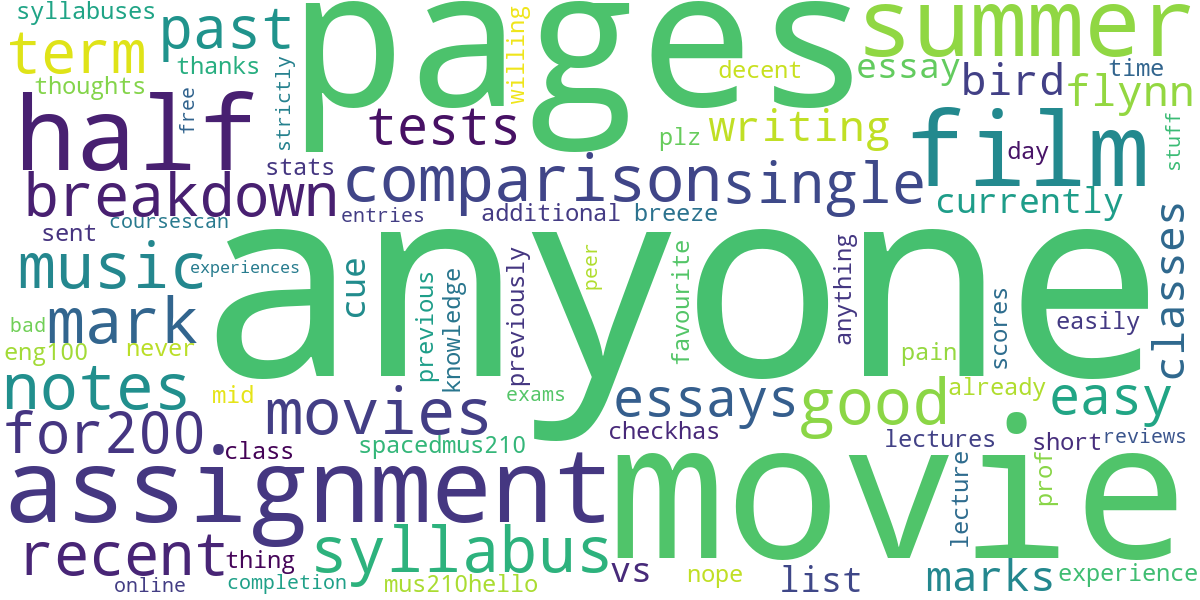 syllabuses
past
pages
willing
summer
term
thanks
decent
essay
bird
time
thoughts
flynn
half
free
strictly
tests
plz
writing
film
day
stuff
stats
breakdown
comparison
single
currently
entries
additional
breeze
coursescan
sent
anyone
classes
music
experiences
cue
previous
knowledge
previously
peer
favourite
anything
scores
easily
bad
mark
eng100
never
pain
notes
mid
movies
exams
essays
good
already
easy
for200
class
spacedmus210
checkhas
lectures
short
reviews
assignment
movie
lecture
prof
recent
thing
syllabus
vs
nope
list
marks
experience
online
completion
mus210hello